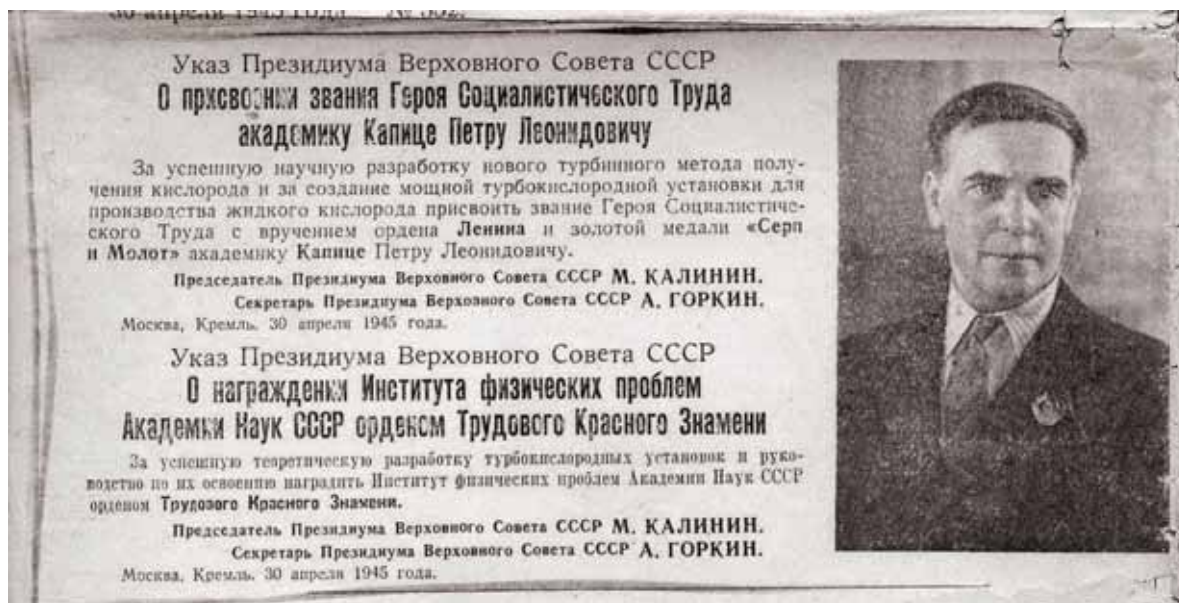 30 апреля 1945 года № 302.
Указ Президиума Верховного Совета СССР
О присвоении звания Героя Социалистического Труда
академику Капице Петру Леонидовичу
За успешную научную разработку нового турбинного метода полу-
чения кислорода и за создание мощной турбокислородной установки для
производства жидкого кислорода присвоить звание Героя Социалистиче-
ского Труда с вручением ордена Ленина и золотой медали «Серп
и Молот» академику Капице Петру Леонидовичу.
Председатель Президиума Верховного Совета СССР М. КАЛИНИН.
Секретарь Президиума Верховного Совета СССР А. ГОРКИН.
Москва, Кремль. 30 апреля 1945 года.
Указ Президиума Верховного Совета СССР
О награждении Института физических проблем
Академии Наук СССР орденом Трудового Красного Знамени
За успешную теоретическую разработку турбокислородных установок и руко-
водство по их освоению наградить Институт физических проблем Академии Наук СССР
орденом Трудового Красного Знамени.
Председатель Президиума Верховного Совета СССР М. КАЛИНИН.
Секретарь Президиума Верховного Совета СССР А. ГОРКИН.
Москва, Кремль. 30 апреля 1945 года.